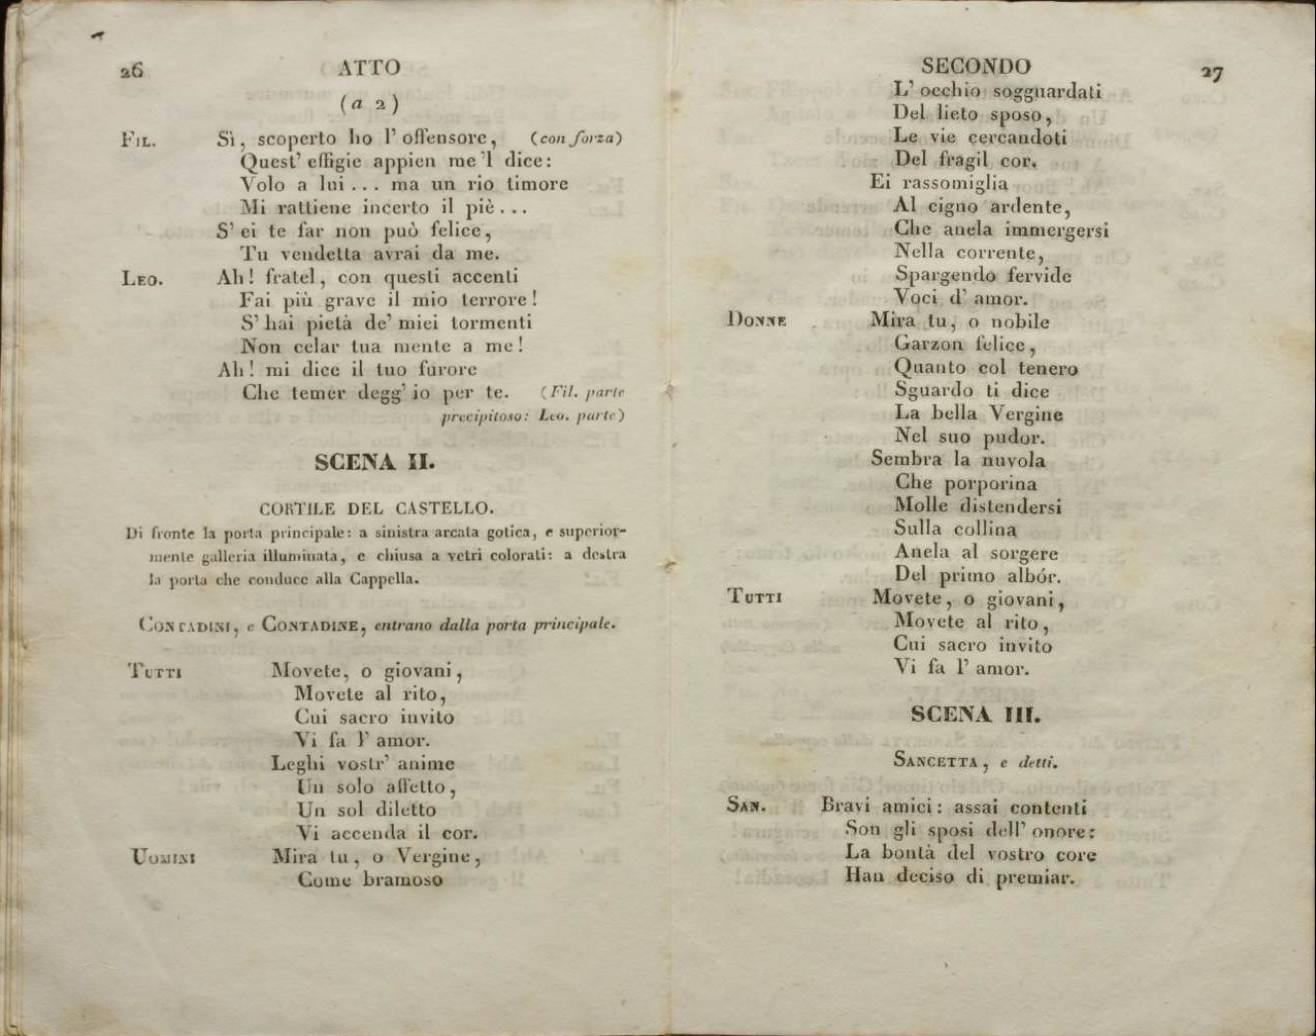 26 ATTO
(a 2)
FIL. Sì, scoperto ho l' offensore, (con forza)
Quest' effigie appien me 'l dice:
Volo a lui . . . ma un rio timore
Mi rattiene incerto il piè . . .
S' ei te far non può felice,
Tu vendetta avrai da me.
LEO. Ah! fratel, con questi accenti
Fai più grave il mio terrore!
S' hai pietà de' miei tormenti
Non celar tua mente a me!
Ah! mi dice il tuo furore
Che temer degg' io per te. (Fil. parte
precipitoso: Leo. parte)
SCENA II.
CORTILE DEL CASTELLO.
Di fronte la porta principale: a sinistra arcata gotica, e superior-
mente galleria illuminata, e chiusa a vetri colorati: a destra
la porta che conduce alla Cappella.
CONTADINI, e CONTADINE, entrano dalla porta principale.
TUTTI Movete, o giovani,
Movete al rito,
Cui sacro invito
Vi fa l' amor.
Leghi vostr' anime
Un solo affetto,
Un sol diletto
Vi accenda il cor.
UOMINI Mira tu, o Vergine,
Come bramoso
SECONDO 27
L' occhio sogguardati
Del lieto sposo,
Le vie cercandoti
Del fragil cor.
Ei rassomiglia
Al cigno ardente,
Che anela immergersi
Nella corrente,
Spargendo fervide
Voci d' amor.
DONNE Mira tu, o nobile
Garzon felice,
Quanto col tenero
Sguardo ti dice
La bella Vergine
Nel suo pudor.
Sembra la nuvola
Che porporina
Molle distendersi
Sulla collina
Anela al sorgere
Del primo albór.
TUTTI Movete, o giovani,
Movete al rito,
Cui sacro invito
Vi fa l' amor.
SCENA III.
SANCETTA, e detti.
SAN. Bravi amici: assai contenti
Son gli sposi dell' onore:
La bontà del vostro core
Han deciso di premiar.